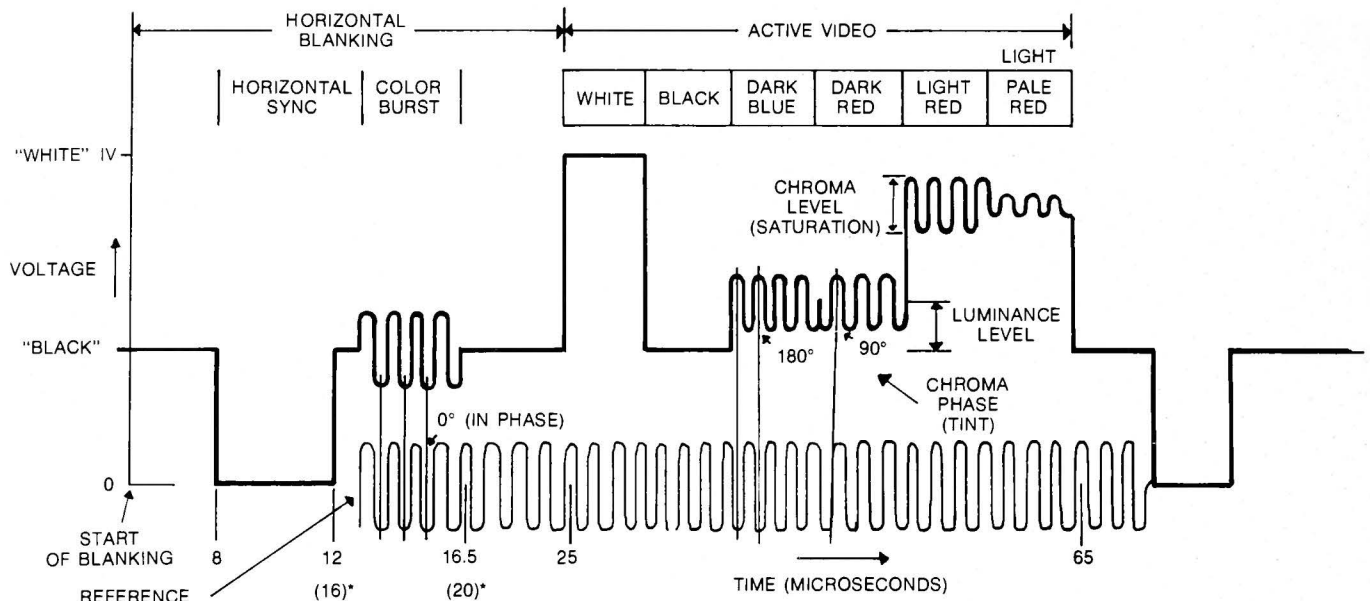 HORIZONTAL
BLANKING
ACTIVE VIDEO
HORIZONTAL
SYNC
COLOR
BURST
WHITE
BLACK
DARK
BLUE
DARK
RED
LIGHT
RED
LIGHT
PALE
RED
"WHITE" IV
CHROMA
LEVEL
(SATURATION)
VOLTAGE
LUMINANCE
LEVEL
"BLACK"
180°
90°
CHROMA
PHASE
(TINT)
0° (IN PHASE)
0
START
OF BLANKING
8
12
16.5
25
65
TIME (MICROSECONDS)
REFERENCE
(16)*
(20)*